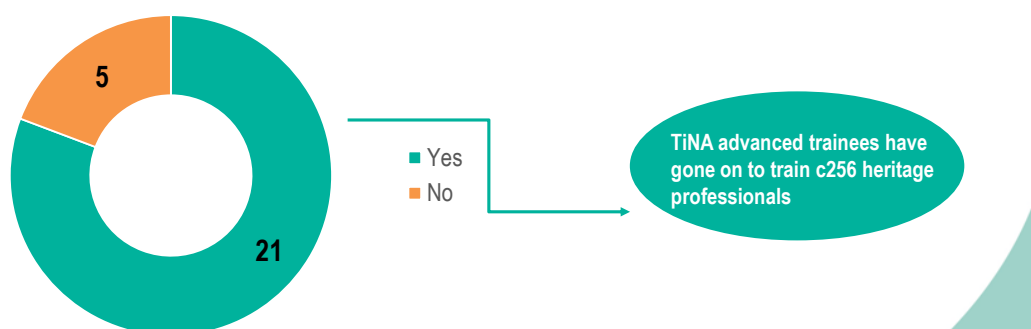 5
21
Yes
No
TiNA advanced trainees have
gone on to train c256 heritage
professionals